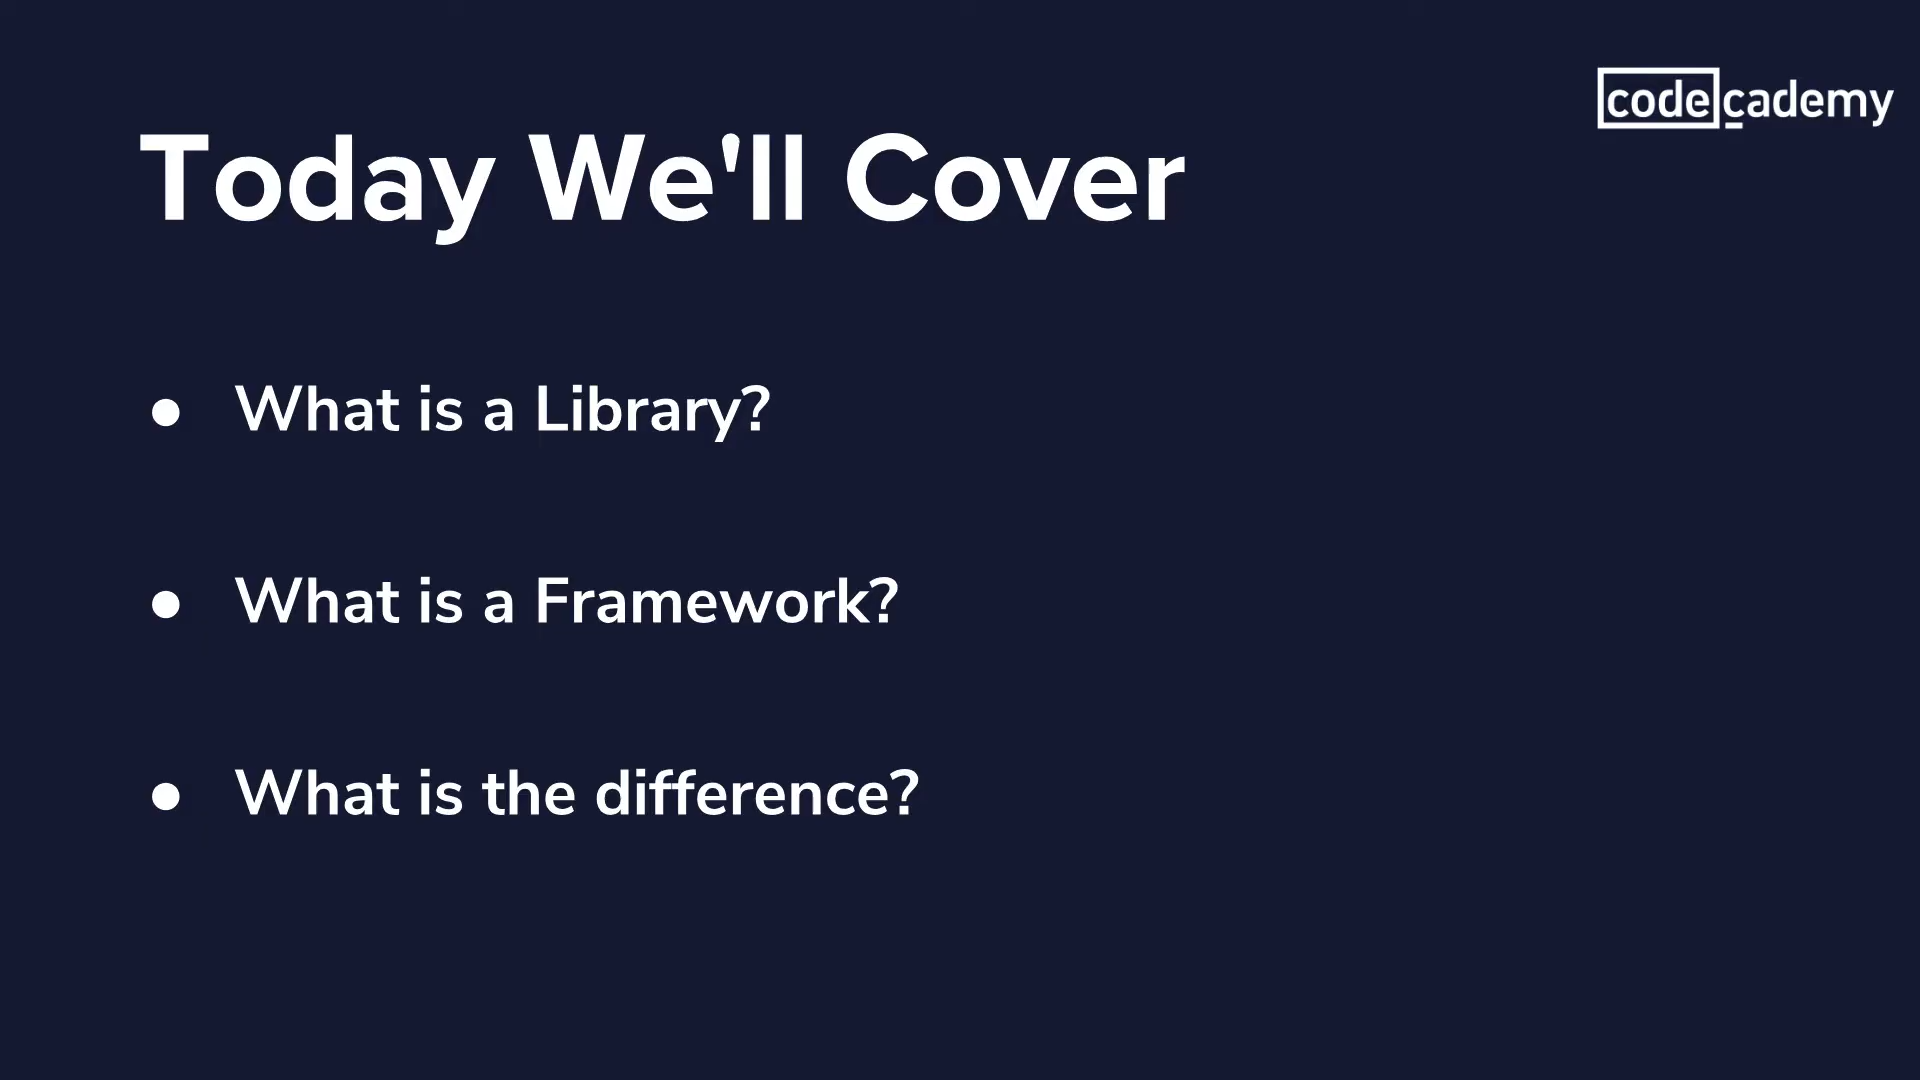 codecademy
Today We'll Cover
● What is a Library?
● What is a Framework?
● What is the difference?